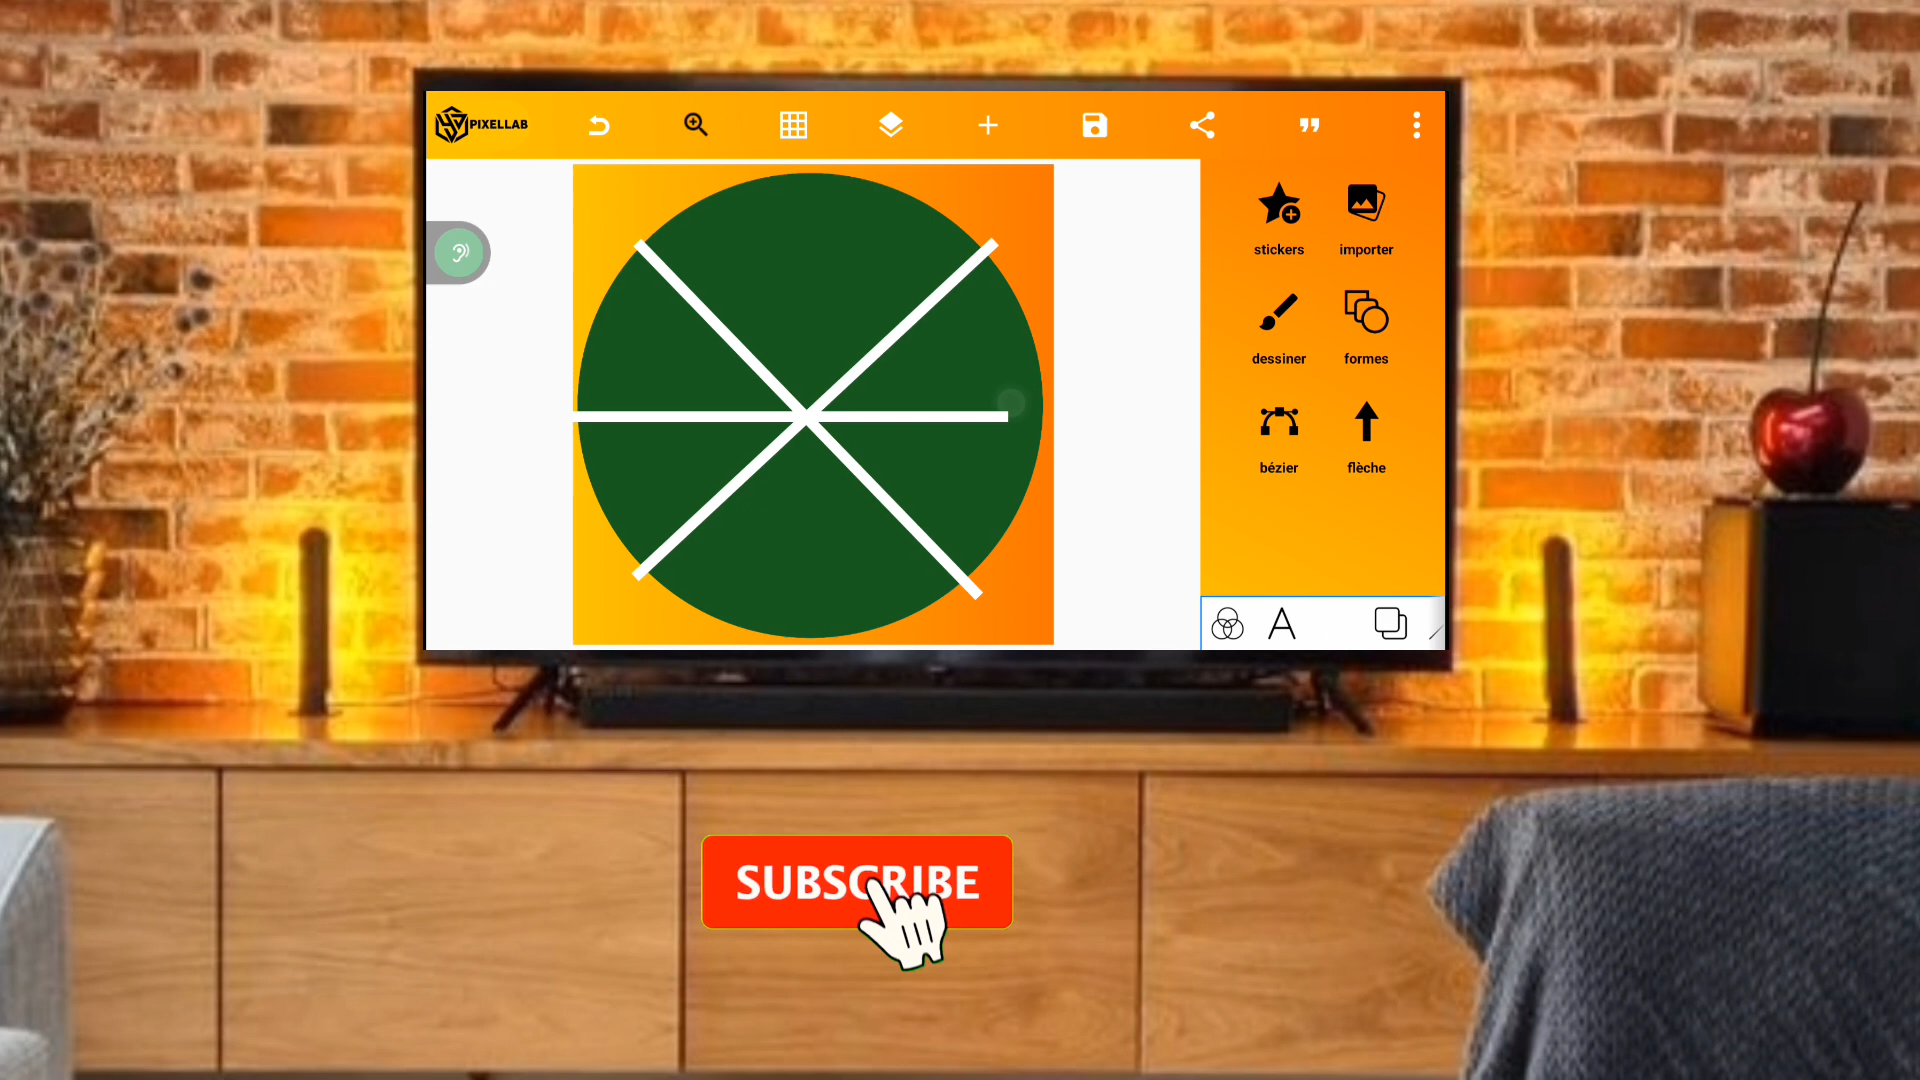 PIXELLAB
stickers
importer
dessiner
formes
bézier
flèche
A
SUBSCRIBE